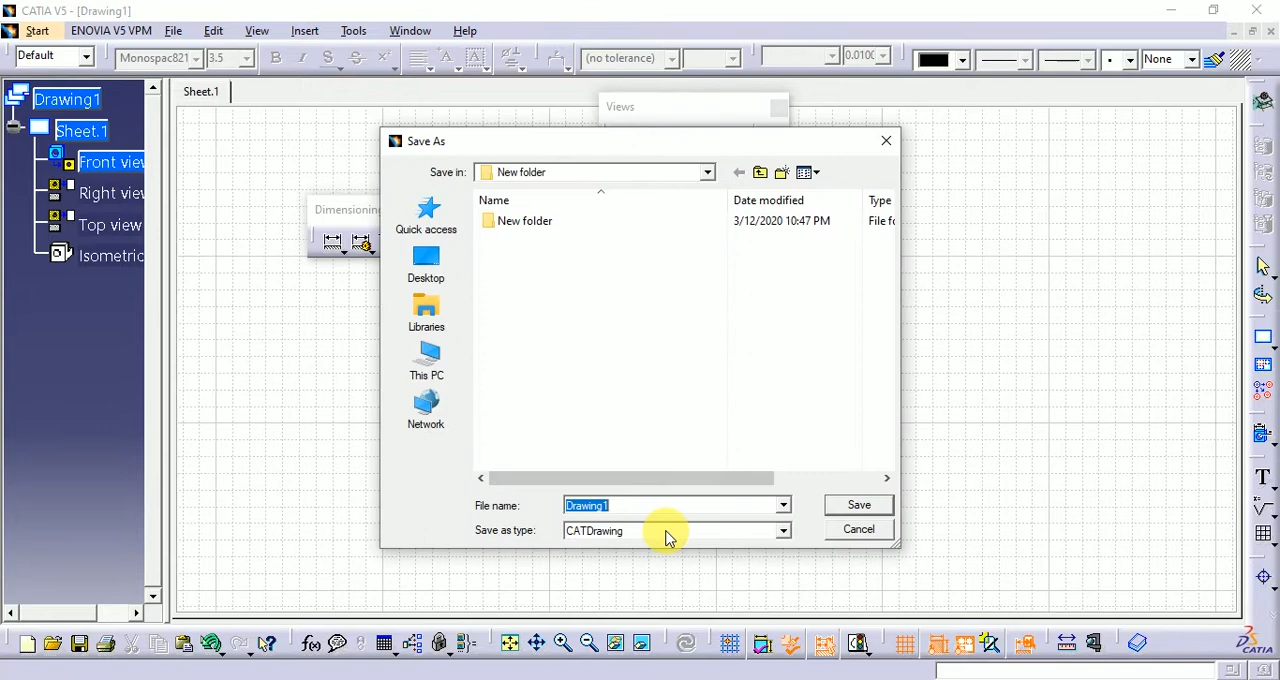 CATIA V5 - [Drawing1]
Start ENOVIA V5 VPM File Edit View Insert Tools Window Help
Default Monospac821 3.5 B I S S (no tolerance) 0.010( None
Drawing1
Sheet.1
Front view
Right view
Top view
Isometric
Sheet.1
Views
Dimensioning
Save As
Save in: New folder
Name Date modified Type
New folder 3/12/2020 10:47 PM File fo
Quick access
Desktop
Libraries
This PC
Network
File name: Drawing1 Save
Save as type: CATDrawing Cancel
CATIA